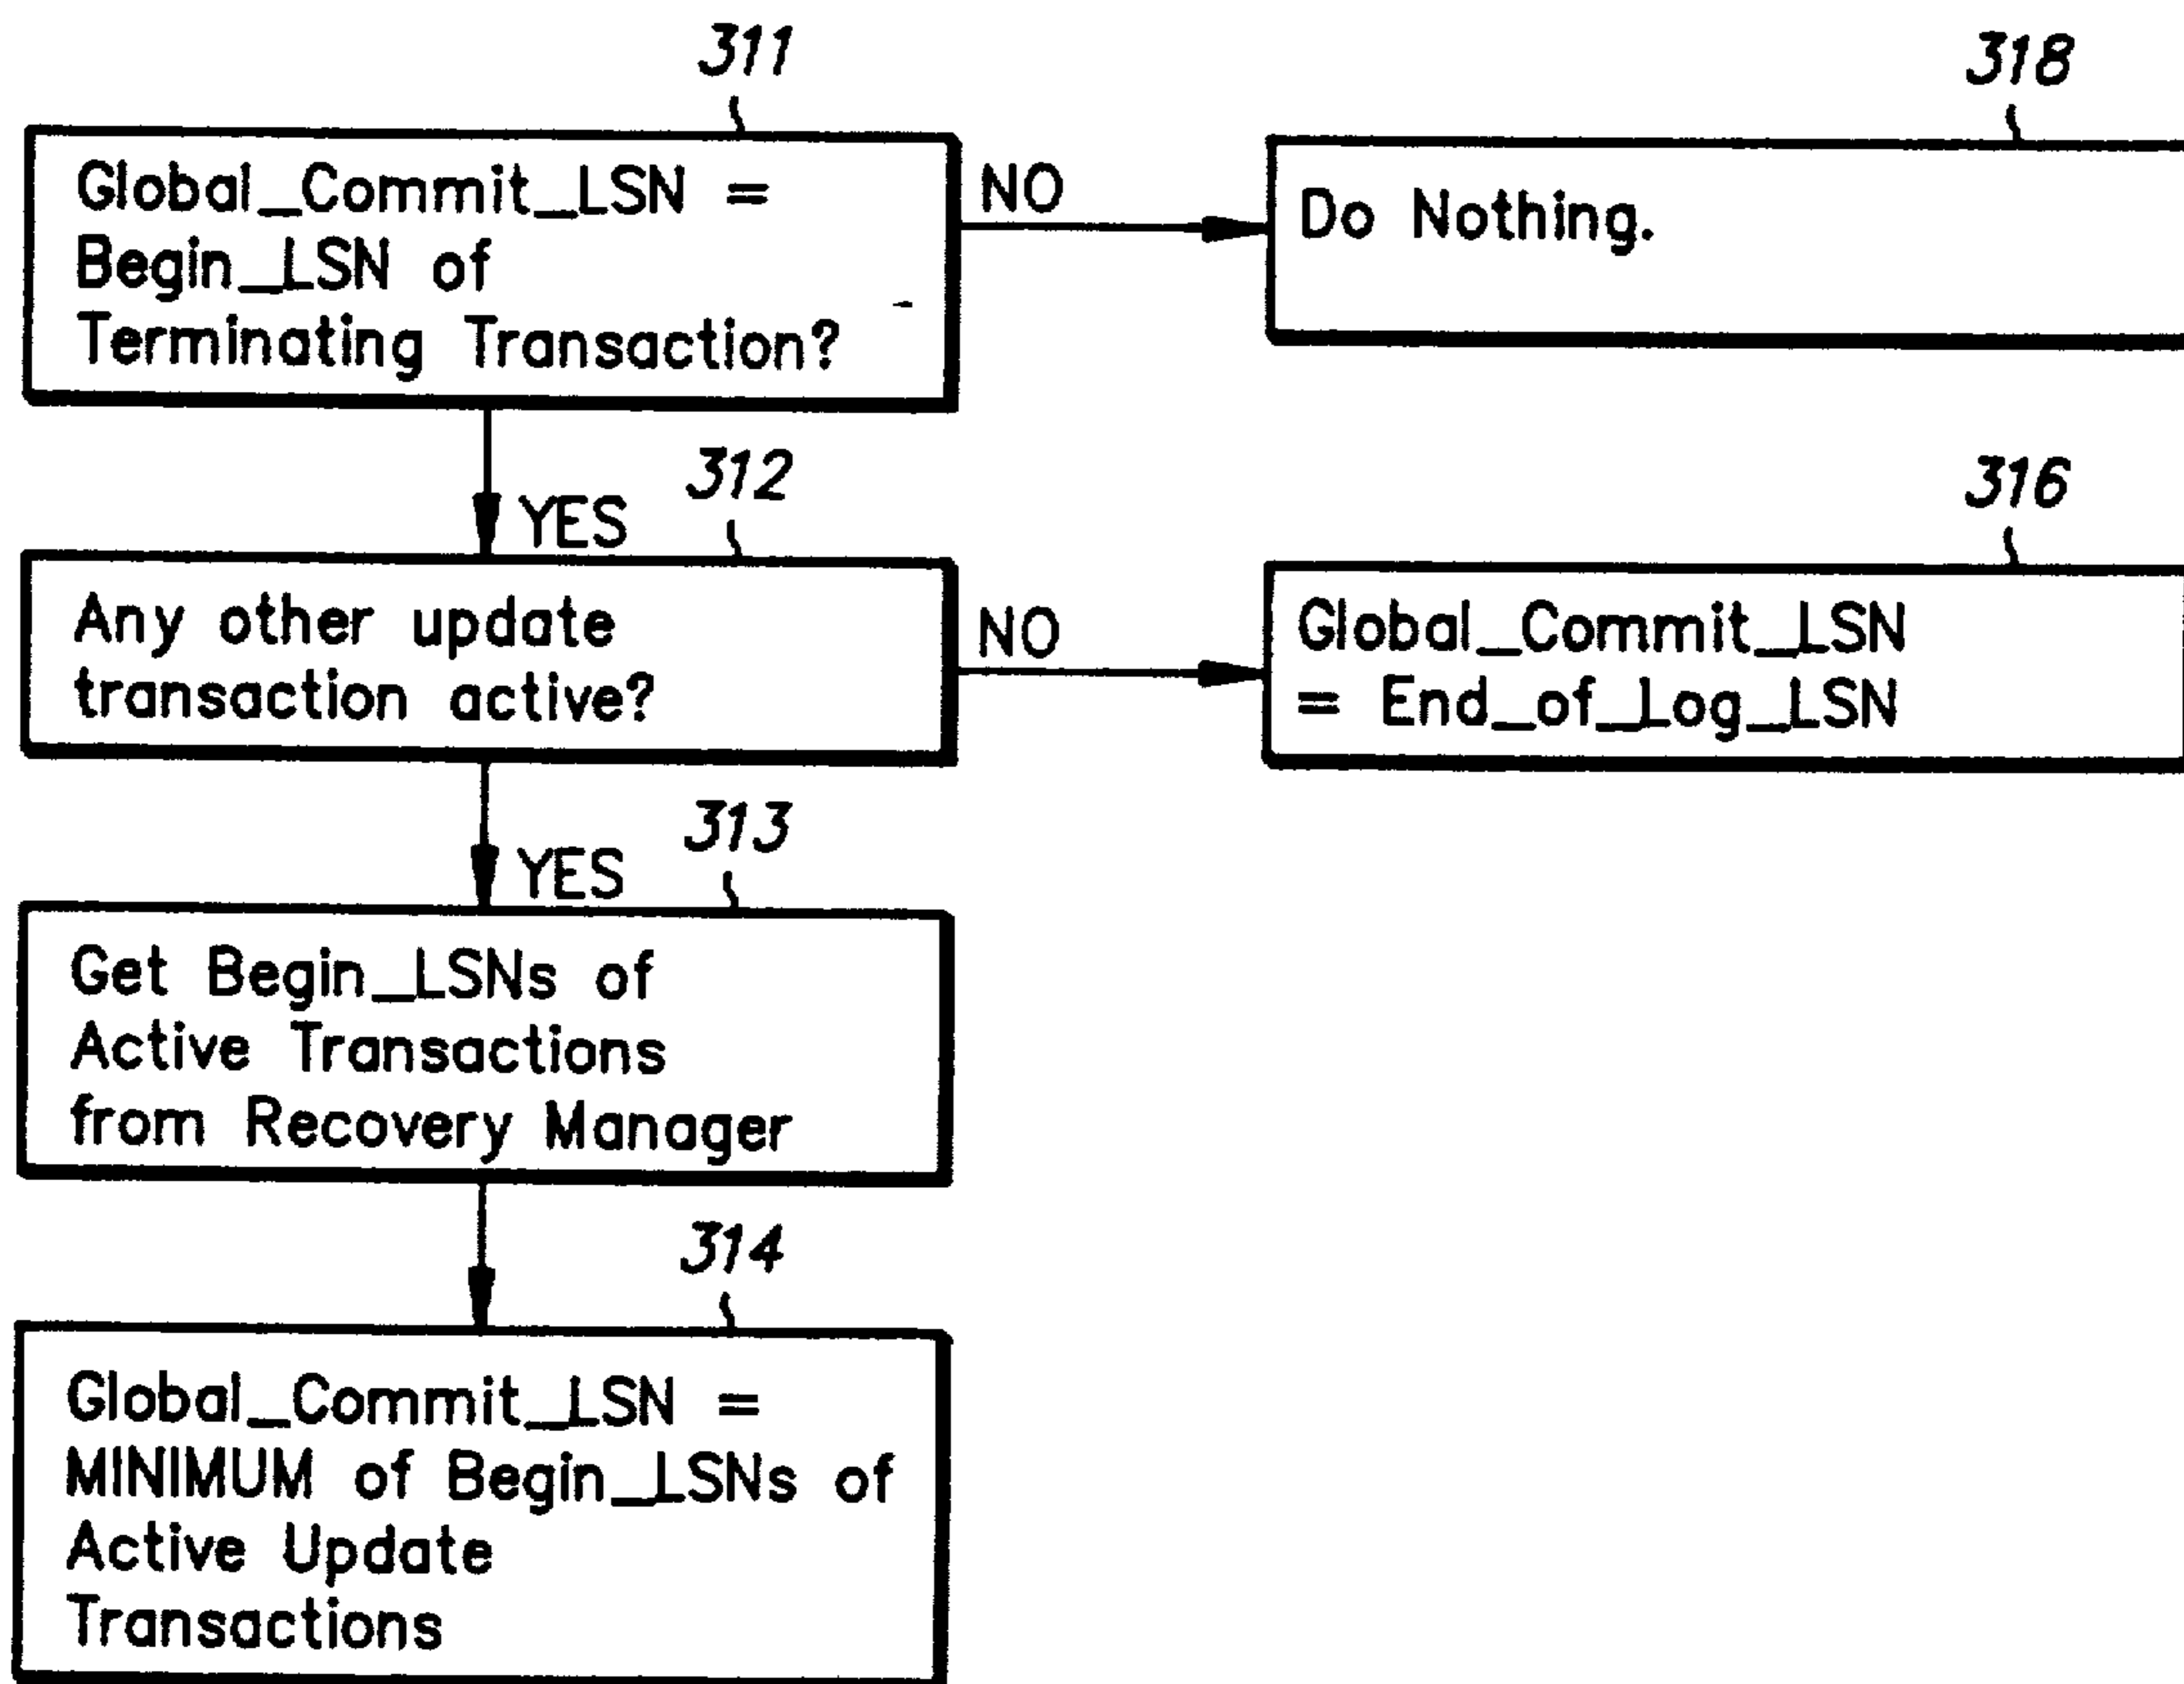 311
318
Global_Commit_LSN =
Begin_LSN of
Terminating Transaction?
NO
Do Nothing.
YES
312
316
Any other update
transaction active?
NO
Global_Commit_LSN
= End_of_Log_LSN
YES
313
Get Begin_LSNs of
Active Transactions
from Recovery Manager
314
Global_Commit_LSN =
MINIMUM of Begin_LSNs of
Active Update
Transactions